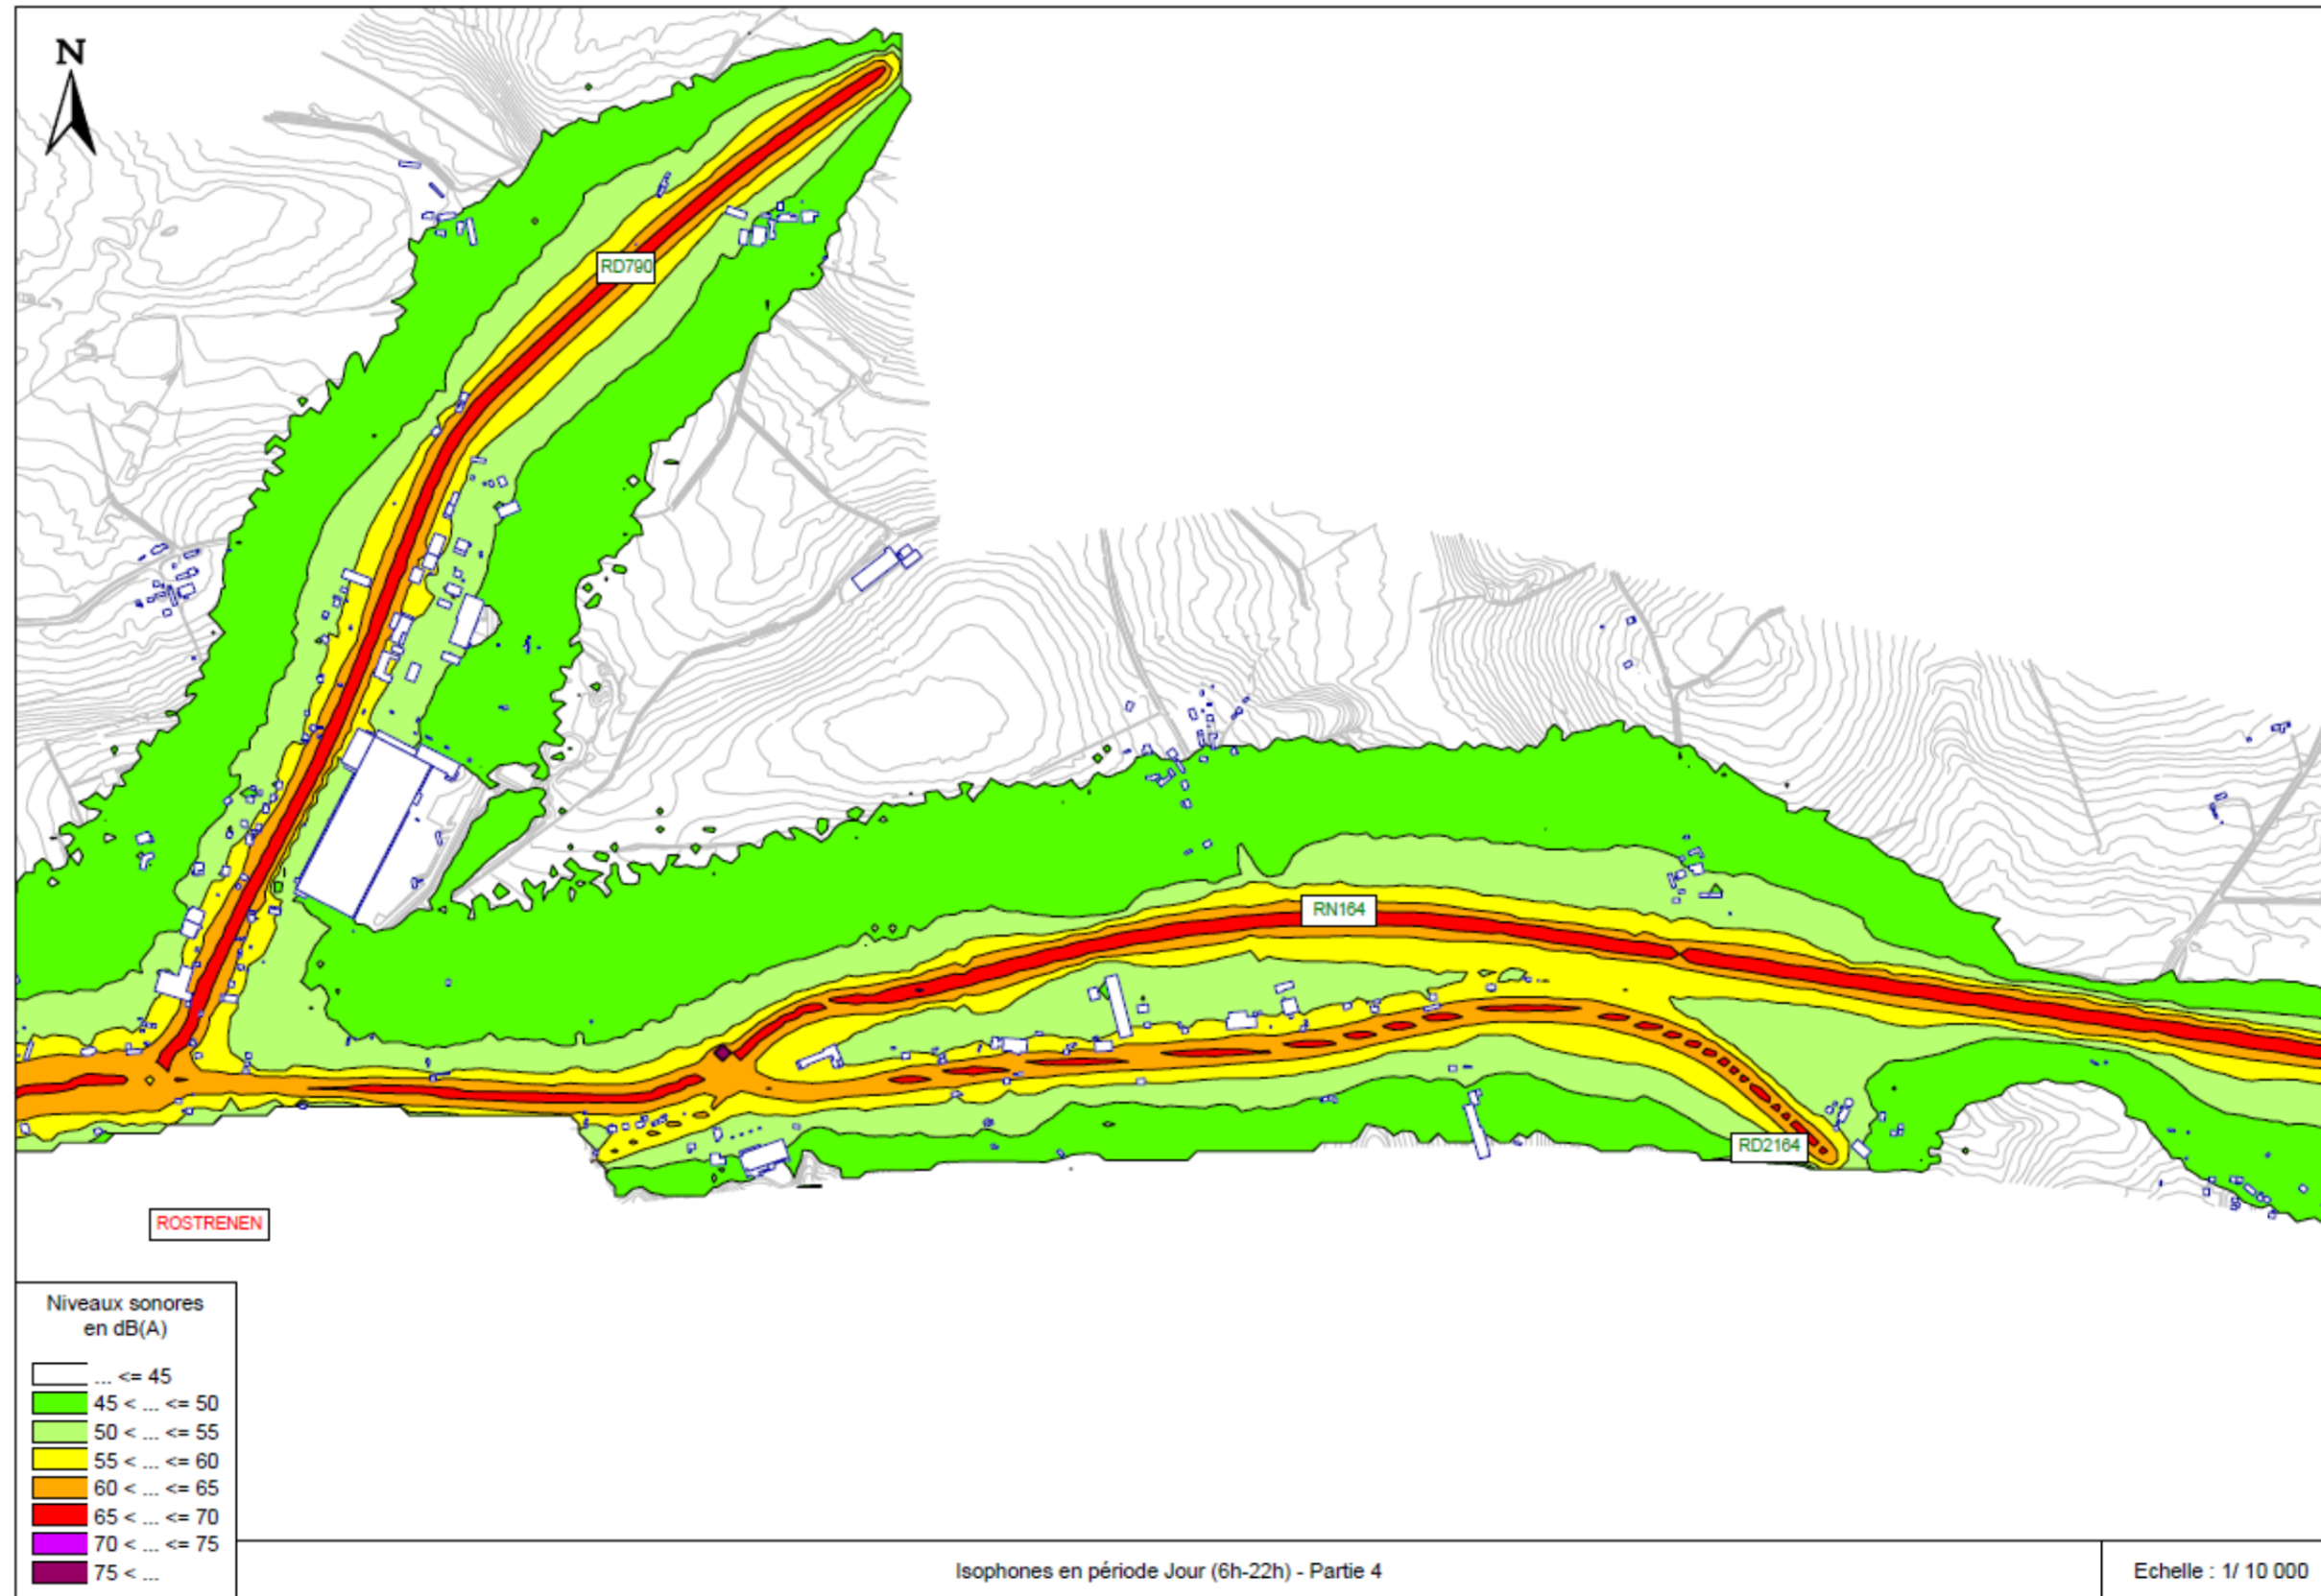 N
RD790
RN164
RD2164
ROSTRENEN
Niveaux sonores
en dB(A)
... <= 45
45 < ... <= 50
50 < ... <= 55
55 < ... <= 60
60 < ... <= 65
65 < ... <= 70
70 < ... <= 75
75 < ...
Isophones en période Jour (6h-22h) - Partie 4
Echelle : 1/ 10 000